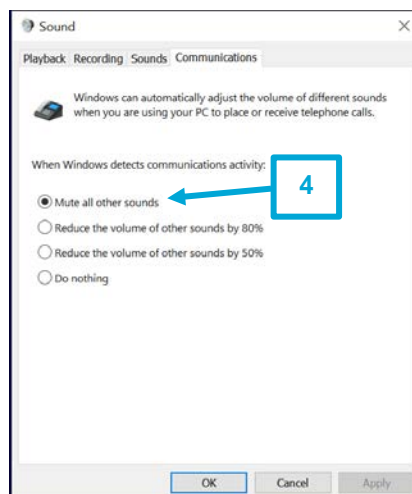 Sound
Playback Recording Sounds Communications
Windows can automatically adjust the volume of different sounds
when you are using your PC to place or receive telephone calls.
When Windows detects communications activity:
4
Mute all other sounds
Reduce the volume of other sounds by 80%
Reduce the volume of other sounds by 50%
Do nothing
OK Cancel Apply